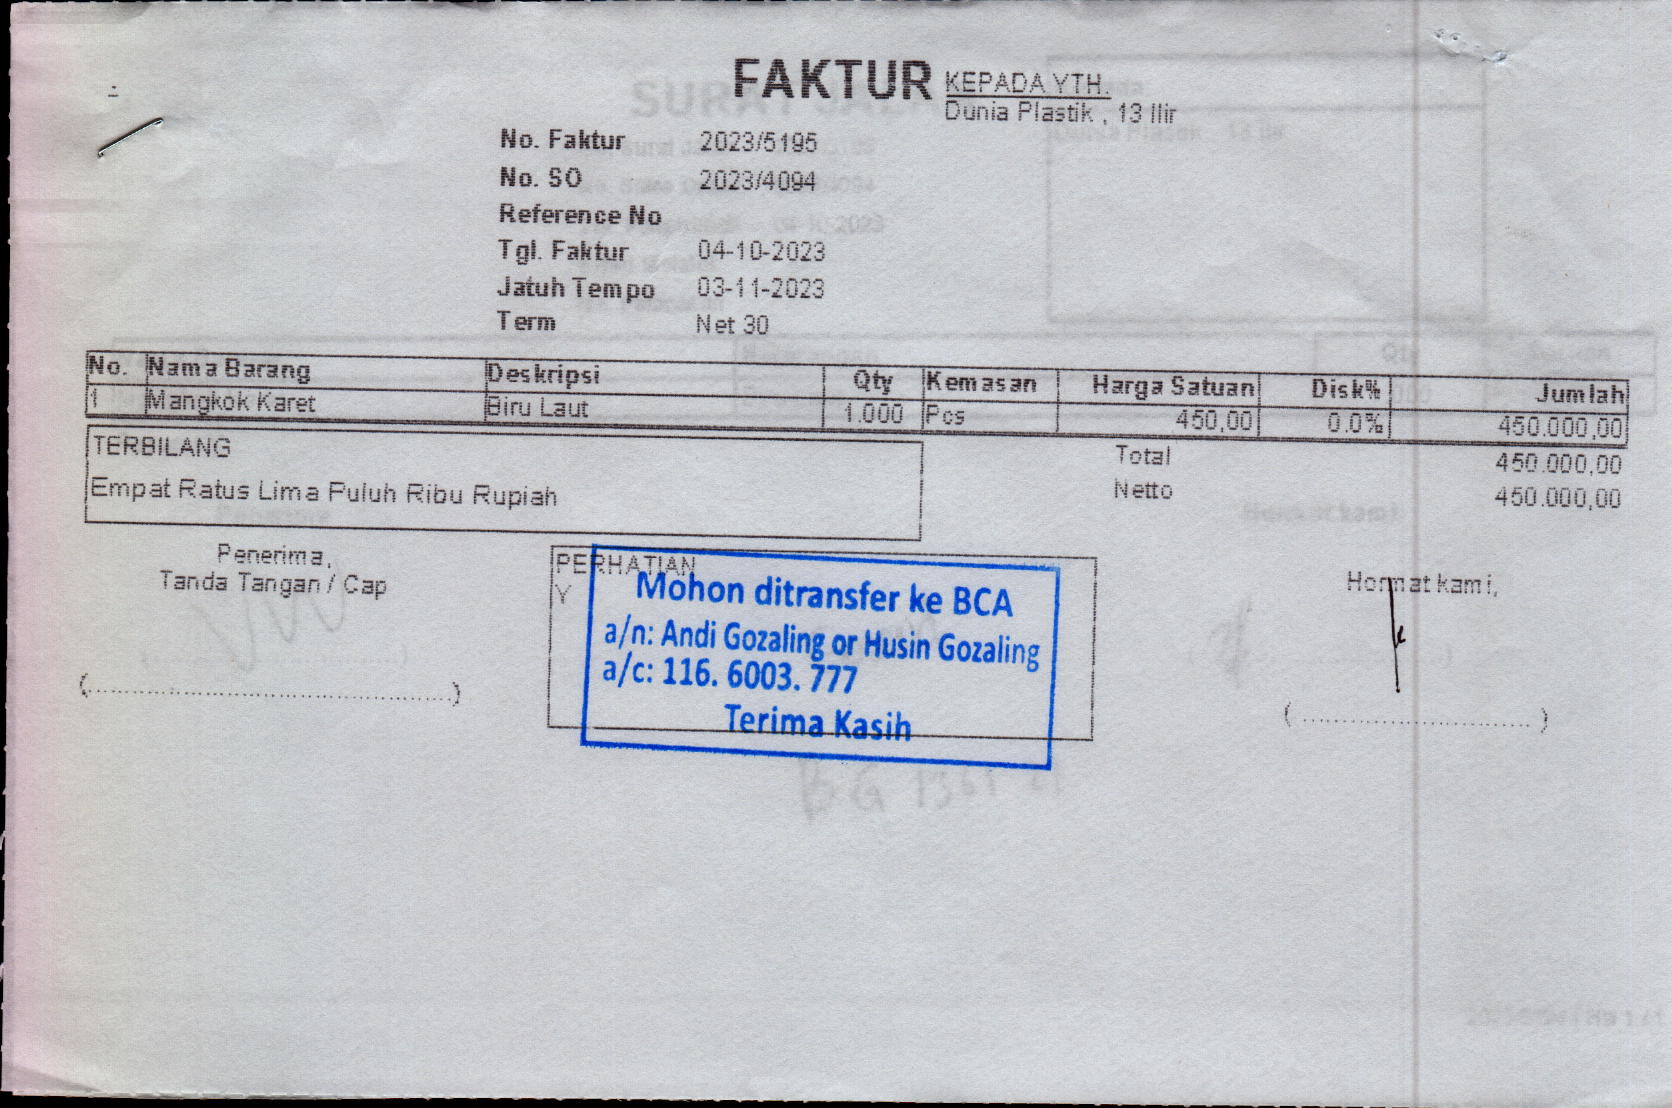 FAKTUR
KEPADA YTH.
Dunia Plastik , 13 Ilir
No. Faktur 2023/5195
No. SO 2023/4094
Reference No
Tgl. Faktur 04-10-2023
Jatuh Tempo 03-11-2023
Term Net 30
No. Nama Barang Deskripsi Qty Kemasan Harga Satuan Disk% Jumlah
1 Mangkok Karet Biru Laut 1.000 Pcs 450,00 0.0% 450.000,00
TERBILANG
Empat Ratus Lima Puluh Ribu Rupiah
Total 450.000,00
Netto 450.000,00
Penerima,
Tanda Tangan / Cap
PERHATIAN
Y
Mohon ditransfer ke BCA
a/n: Andi Gozaling or Husin Gozaling
a/c: 116. 6003. 777
Terima Kasih
Hormat kami,